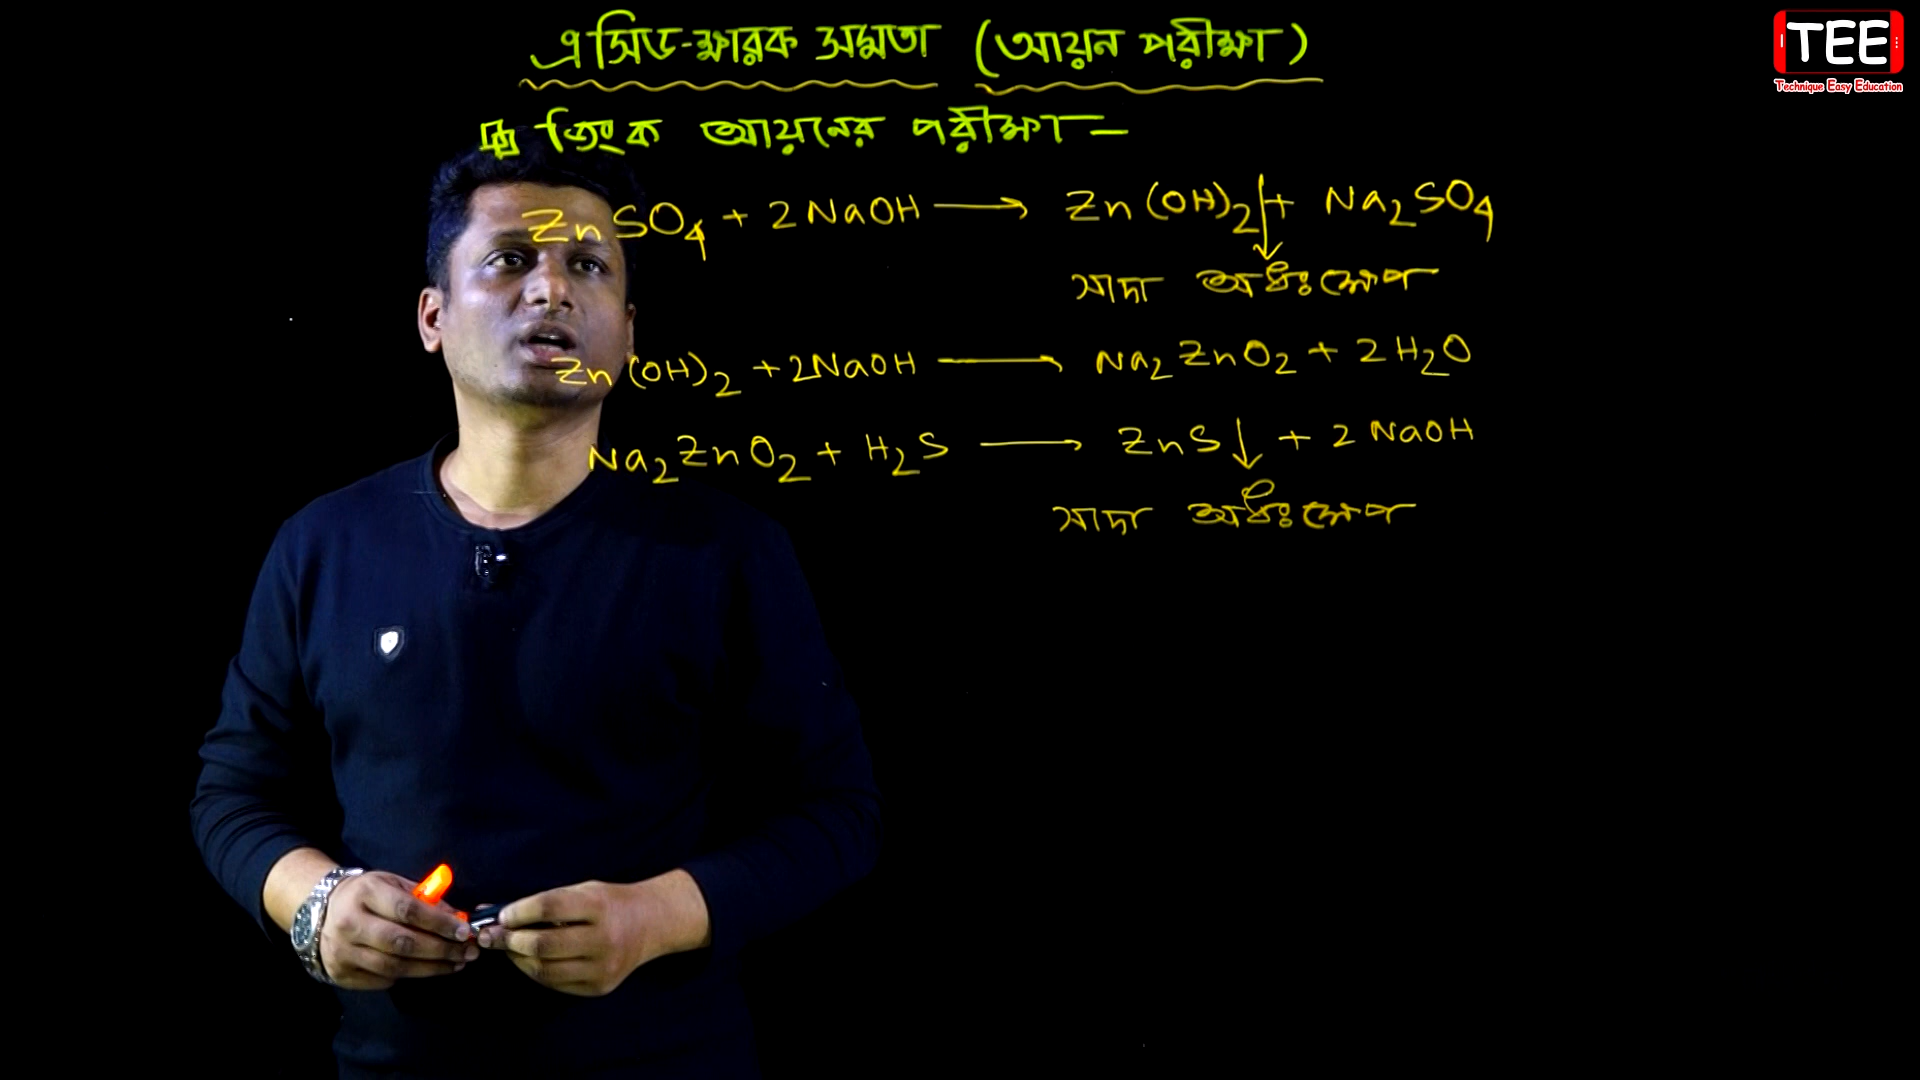 এসিড-ক্ষারক সমতা (আয়ন পরীক্ষা)
জিংক আয়নের পরীক্ষা-
ZnSO₄ + 2NaOH → Zn(OH)₂↓ + Na₂SO₄
সাদা অধঃক্ষেপ
Zn(OH)₂ + 2NaOH → Na₂ZnO₂ + 2H₂O
Na₂ZnO₂ + H₂S → ZnS↓ + 2NaOH
সাদা অধঃক্ষেপ
TEE
Technique Easy Education